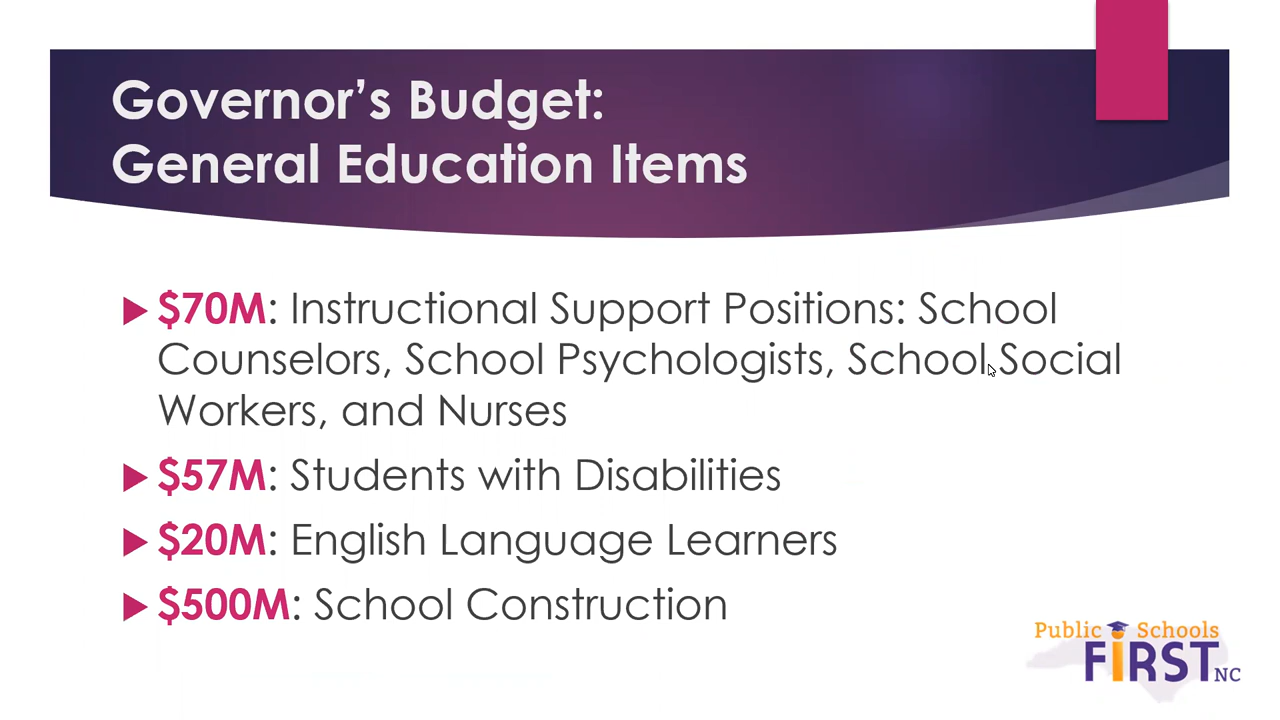 Governor’s Budget:
General Education Items
$70M: Instructional Support Positions: School
Counselors, School Psychologists, School Social
Workers, and Nurses
$57M: Students with Disabilities
$20M: English Language Learners
$500M: School Construction
Public Schools
FiRST NC